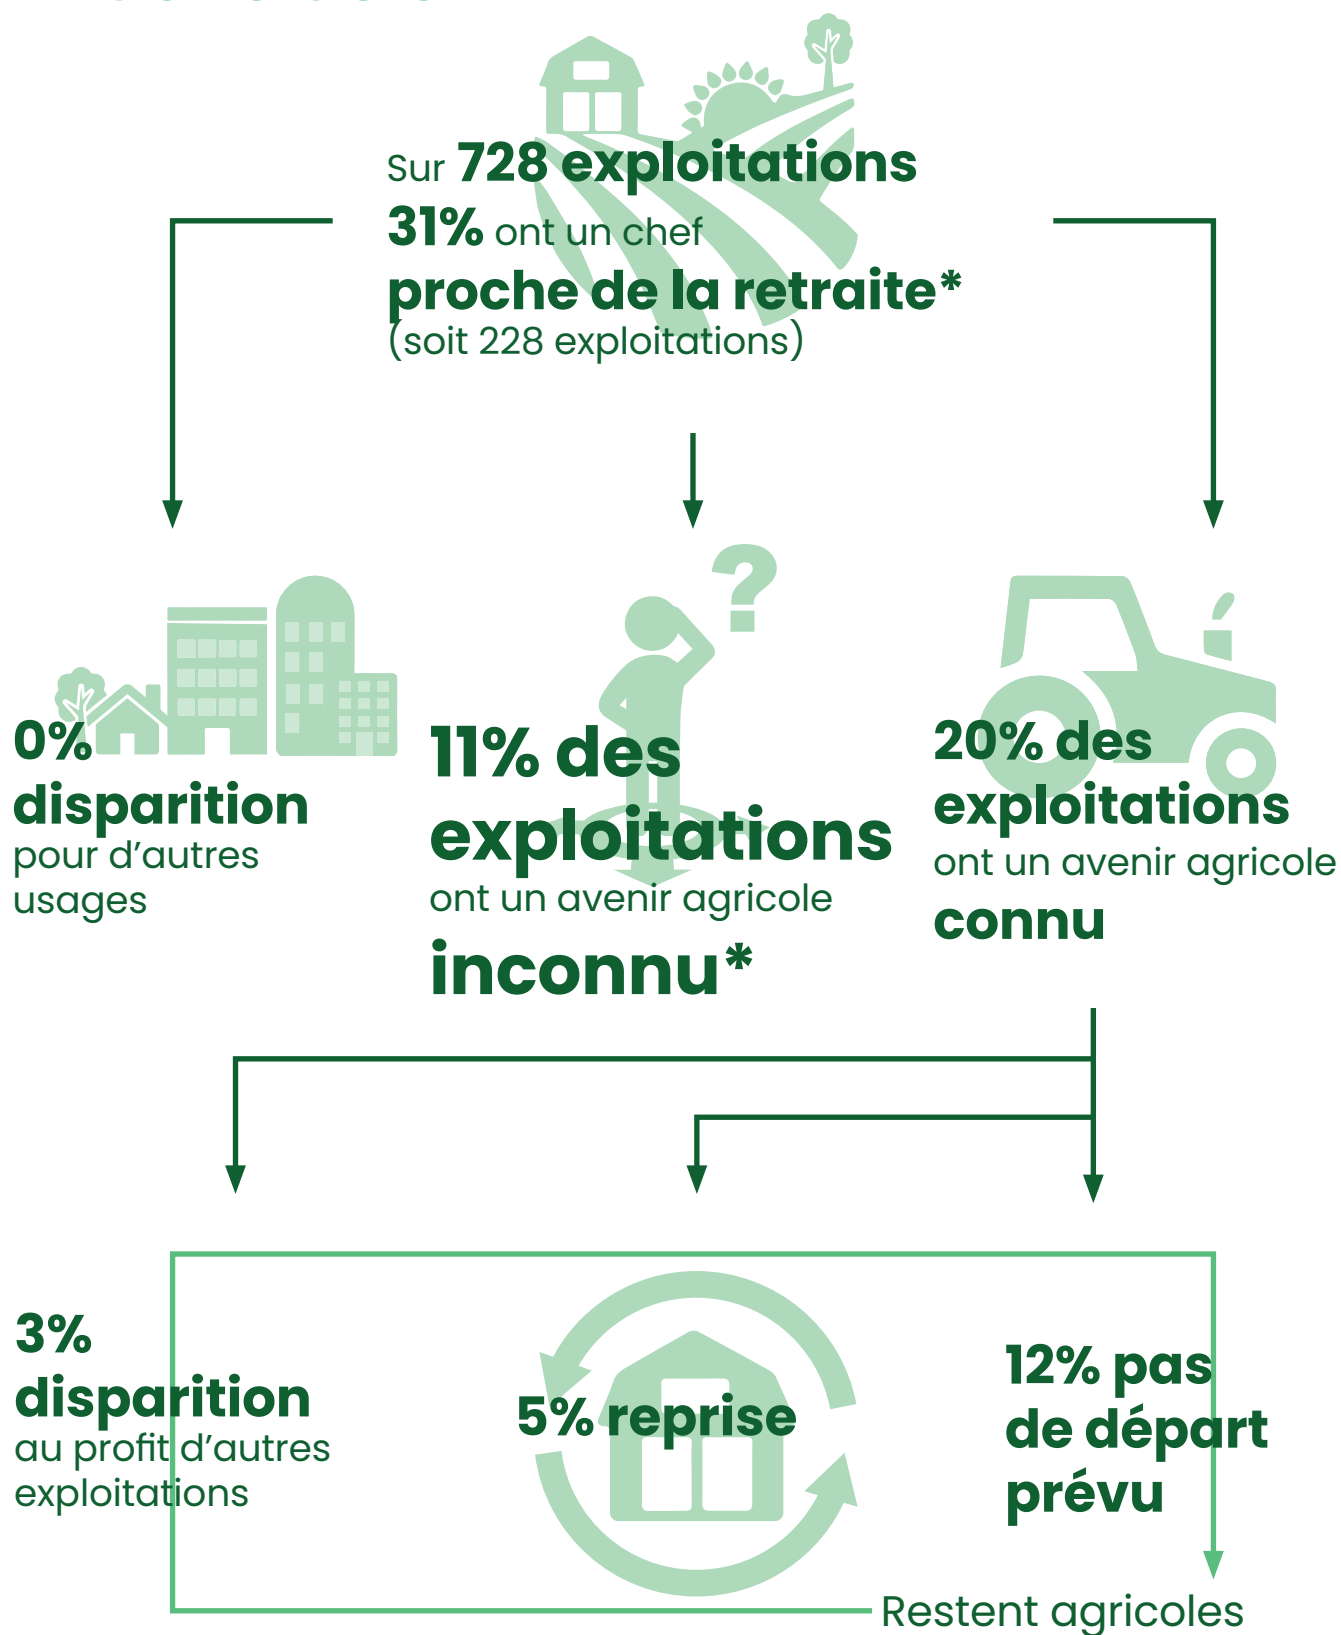 Sur 728 exploitations
31% ont un chef
proche de la retraite*
(soit 228 exploitations)
0%
disparition
pour d'autres
usages
11% des
exploitations
ont un avenir agricole
inconnu*
20% des
exploitations
ont un avenir agricole
connu
3%
disparition
au profit d'autres
exploitations
5% reprise
12% pas
de départ
prévu
Restent agricoles